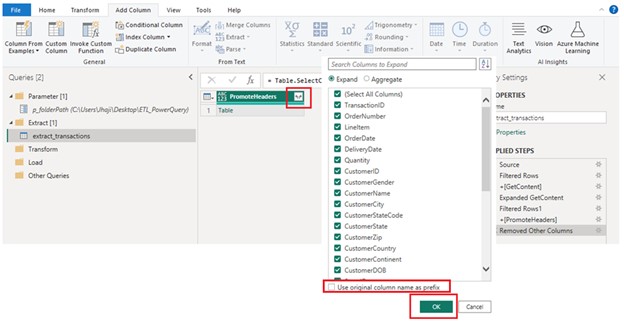 File Home Transform Add Column View Tools Help
Column From Examples
Custom Column
Invoke Custom Function
Conditional Column
Index Column
Duplicate Column
General
Format
Merge Columns
Extract
Parse
From Text
Statistics
Standard
Scientific
Trigonometry
Rounding
Information
Date
Time
Duration
Text Analytics
Vision
Azure Machine Learning
AI Insights
Queries [2]
Parameter [1]
p_folderPath (C:\Users\Jhaji\Desktop\ETL_PowerQuery)
Extract [1]
extract_transactions
Transform
Load
Other Queries
= Table.SelectC
ABC 123 PromoteHeaders
1 Table
Search Columns to Expand
Expand Aggregate
(Select All Columns)
TransactionID
OrderNumber
LineItem
OrderDate
DeliveryDate
Quantity
CustomerID
CustomerGender
CustomerName
CustomerCity
CustomerStateCode
CustomerState
CustomerZip
CustomerCountry
CustomerContinent
CustomerDOB
Use original column name as prefix
OK Cancel
y Settings
ERTIES
me
tract_transactions
Properties
PLIED STEPS
Source
Filtered Rows
+[GetContent]
Expanded GetContent
Filtered Rows1
+[PromoteHeaders]
Removed Other Columns